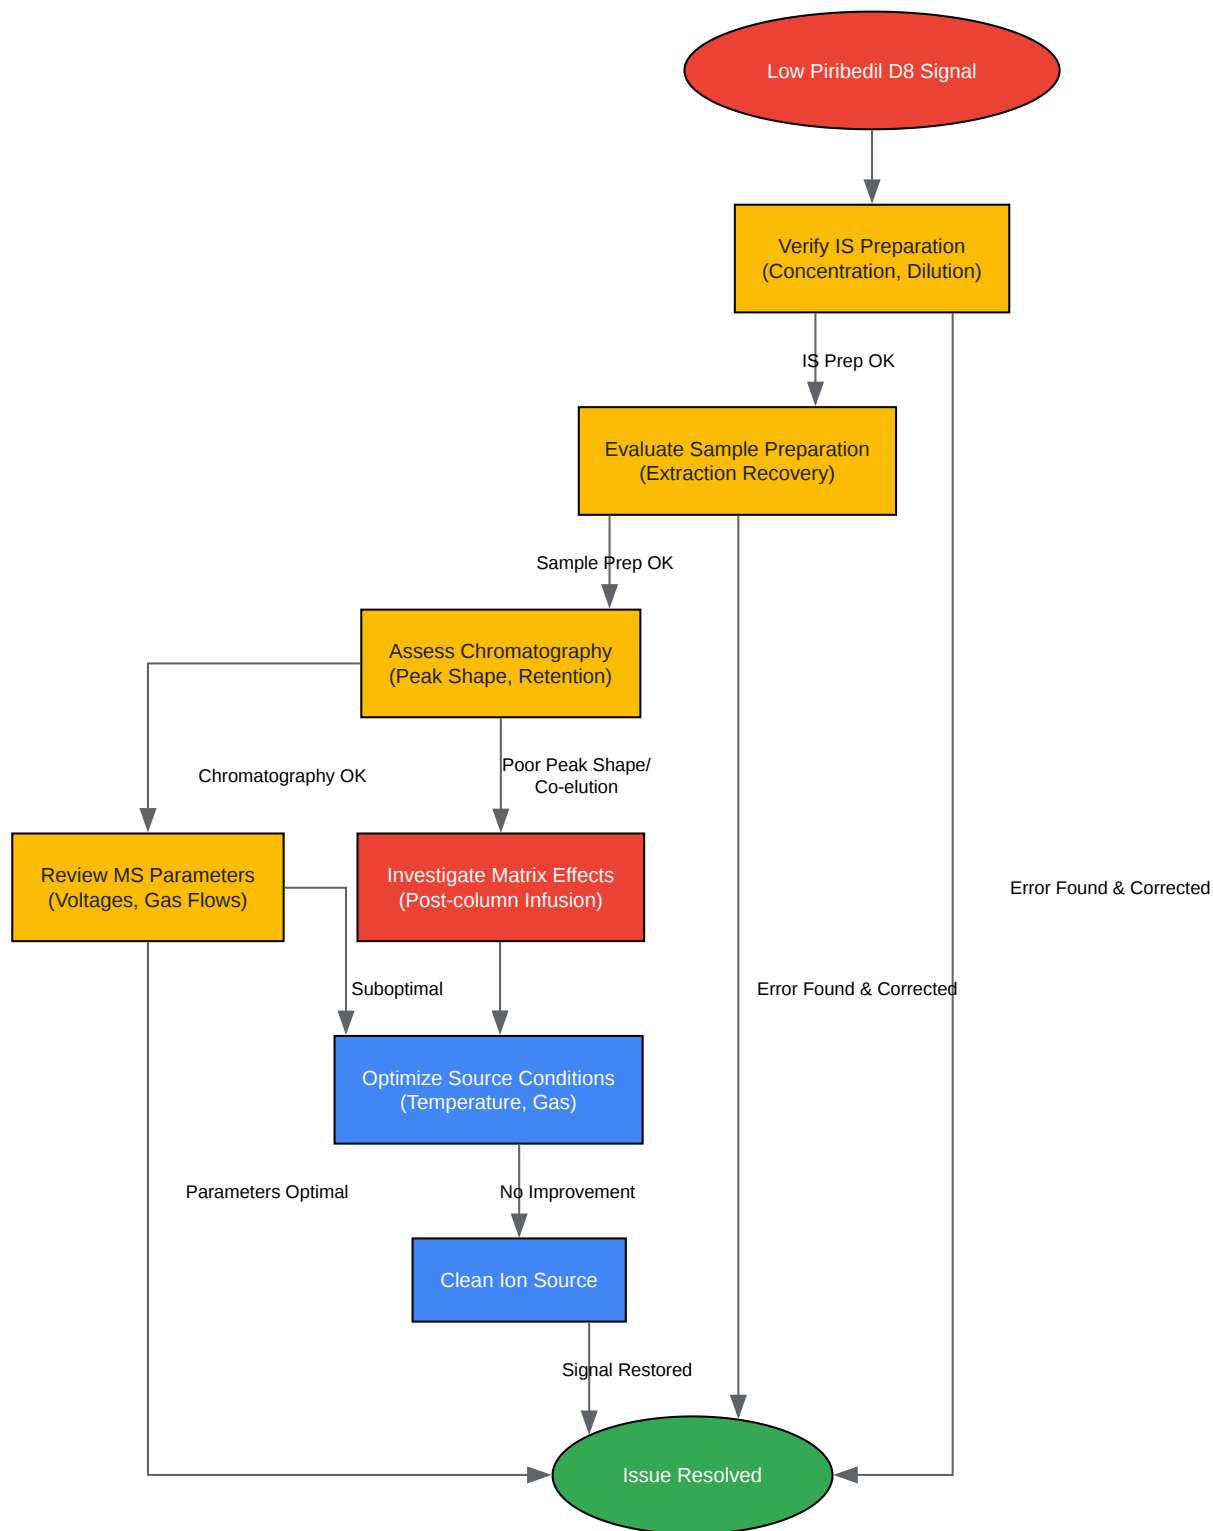 Low Piribedil D8 Signal
Verify IS Preparation
(Concentration, Dilution)
IS Prep OK
Evaluate Sample Preparation
(Extraction Recovery)
Sample Prep OK
Assess Chromatography
(Peak Shape, Retention)
Chromatography OK
Poor Peak Shape/
Co-elution
Review MS Parameters
(Voltages, Gas Flows)
Investigate Matrix Effects
(Post-column Infusion)
Error Found & Corrected
Suboptimal
Error Found & Corrected
Optimize Source Conditions
(Temperature, Gas)
Parameters Optimal
No Improvement
Clean Ion Source
Signal Restored
Issue Resolved